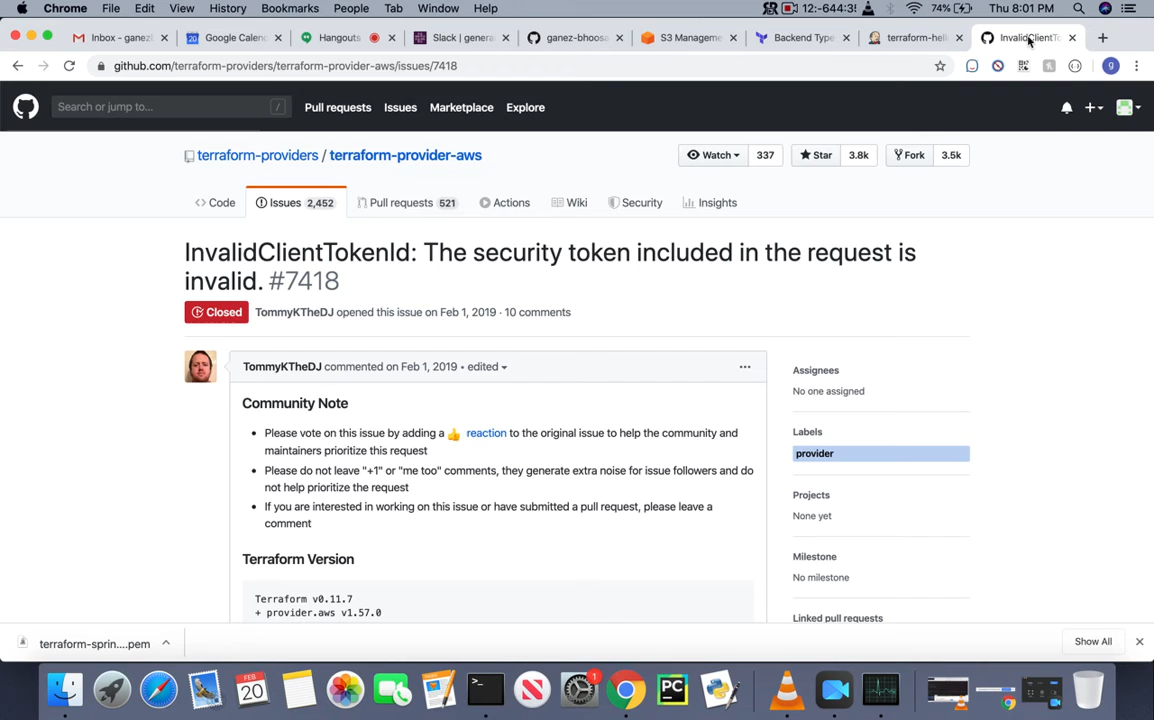 Chrome File Edit View History Bookmarks People Tab Window Help 12:-644:35 74% Thu 8:01 PM
Inbox - ganezb
Google Calend
Hangouts
Slack | genera
ganez-bhoosa
S3 Manageme
Backend Type
terraform-hell
InvalidClientTo
github.com/terraform-providers/terraform-provider-aws/issues/7418 g
Search or jump to... / Pull requests Issues Marketplace Explore
terraform-providers / terraform-provider-aws Watch 337 Star 3.8k Fork 3.5k
Code Issues 2,452 Pull requests 521 Actions Wiki Security Insights
InvalidClientTokenId: The security token included in the request is
invalid. #7418
Closed TommyKTheDJ opened this issue on Feb 1, 2019 · 10 comments
TommyKTheDJ commented on Feb 1, 2019 • edited
Community Note
• Please vote on this issue by adding a 👍 reaction to the original issue to help the community and
maintainers prioritize this request
• Please do not leave "+1" or "me too" comments, they generate extra noise for issue followers and do
not help prioritize the request
• If you are interested in working on this issue or have submitted a pull request, please leave a
comment
Terraform Version
Terraform v0.11.7
+ provider.aws v1.57.0
Assignees
No one assigned
Labels
provider
Projects
None yet
Milestone
No milestone
Linked pull requests
terraform-sprin....pem Show All
FEB
20
>_
1
PC